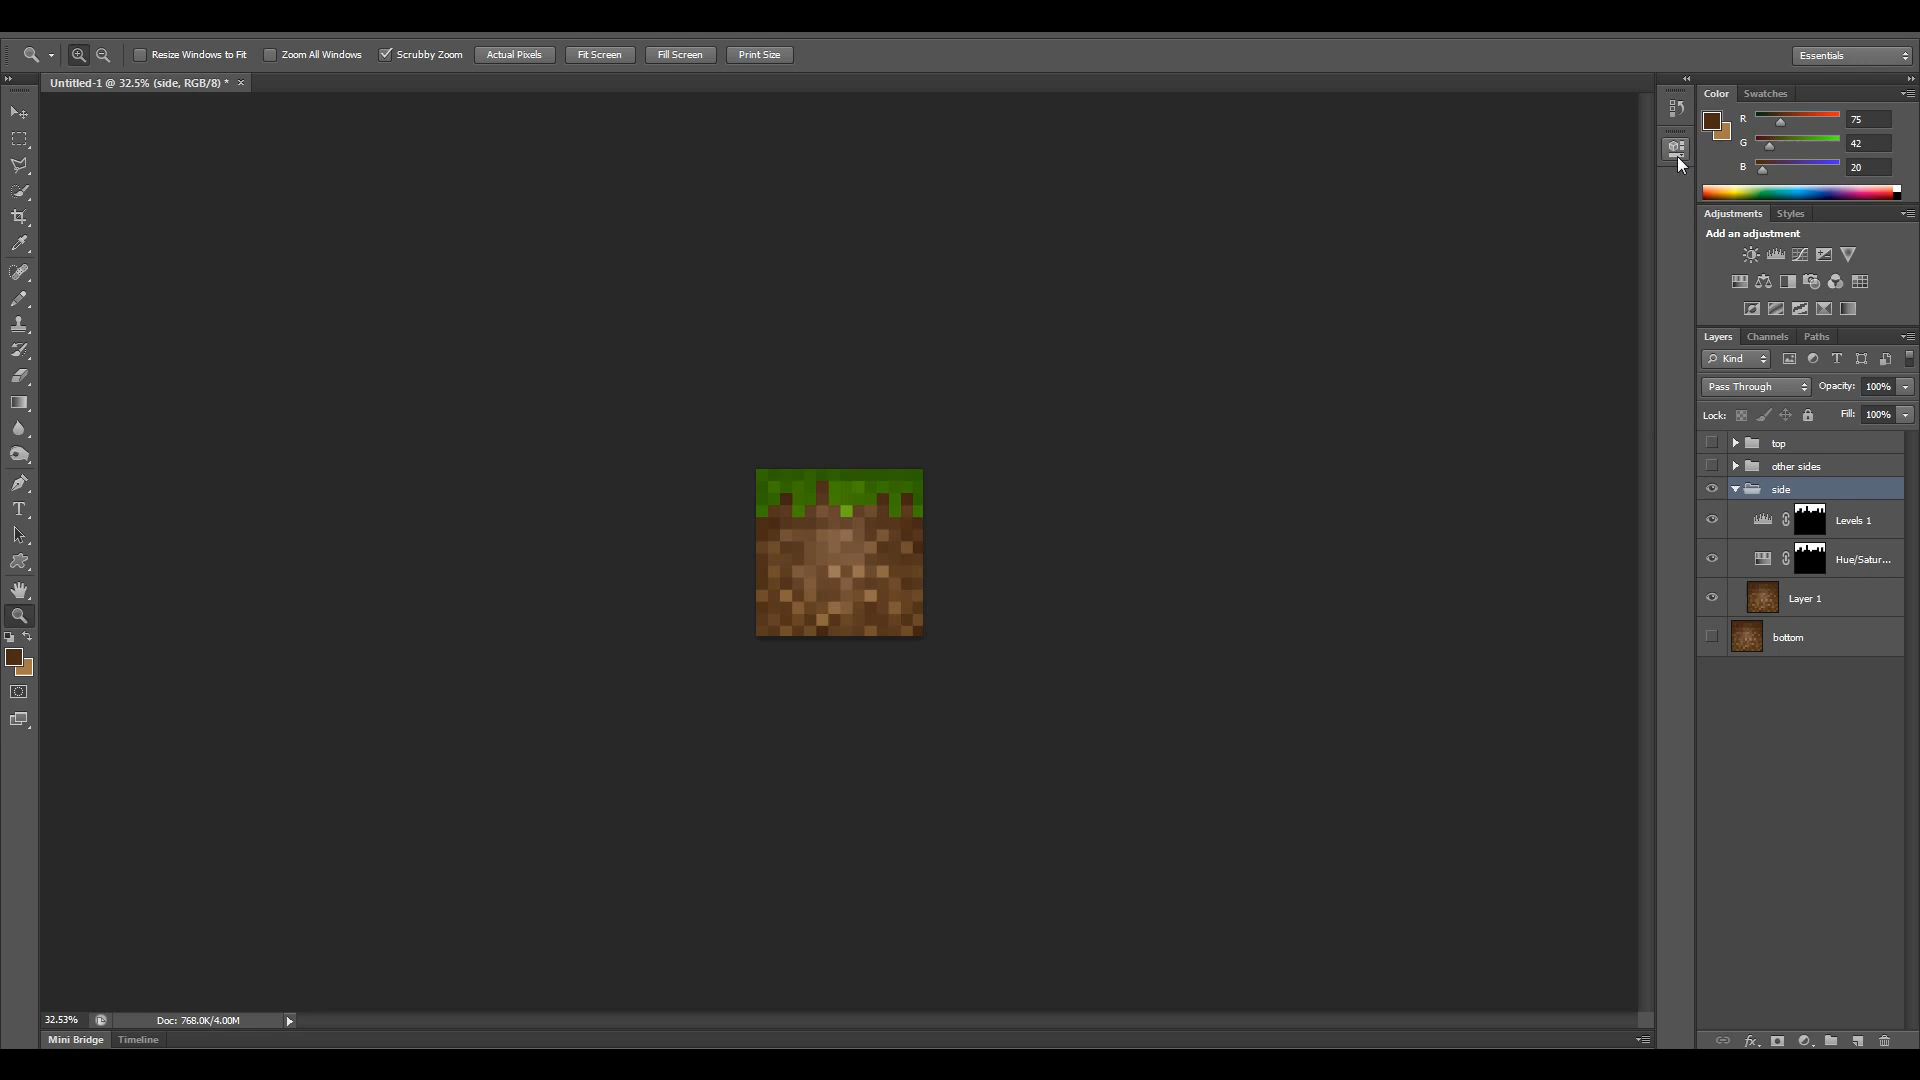 Resize Windows to Fit Zoom All Windows Scrubby Zoom Actual Pixels Fit Screen Fill Screen Print Size Essentials
Untitled-1 @ 32.5% (side, RGB/8) * ×
Color Swatches
R 75
G 42
B 20
Adjustments Styles
Add an adjustment
Layers Channels Paths
Kind T
Pass Through Opacity: 100%
Lock: Fill: 100%
top
other sides
side
Levels 1
Hue/Satur...
Layer 1
bottom
T
32.53% Doc: 768.0K/4.00M
Mini Bridge Timeline
fx